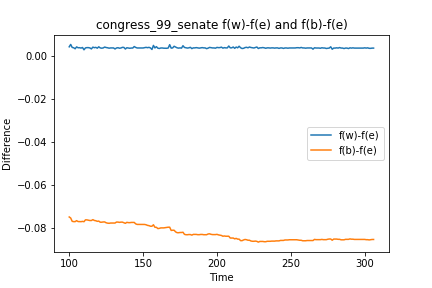 congress_99_senate f(w)-f(e) and f(b)-f(e)
Difference
0.00
−0.02
−0.04
−0.06
−0.08
f(w)-f(e)
f(b)-f(e)
100
150
200
250
300
Time